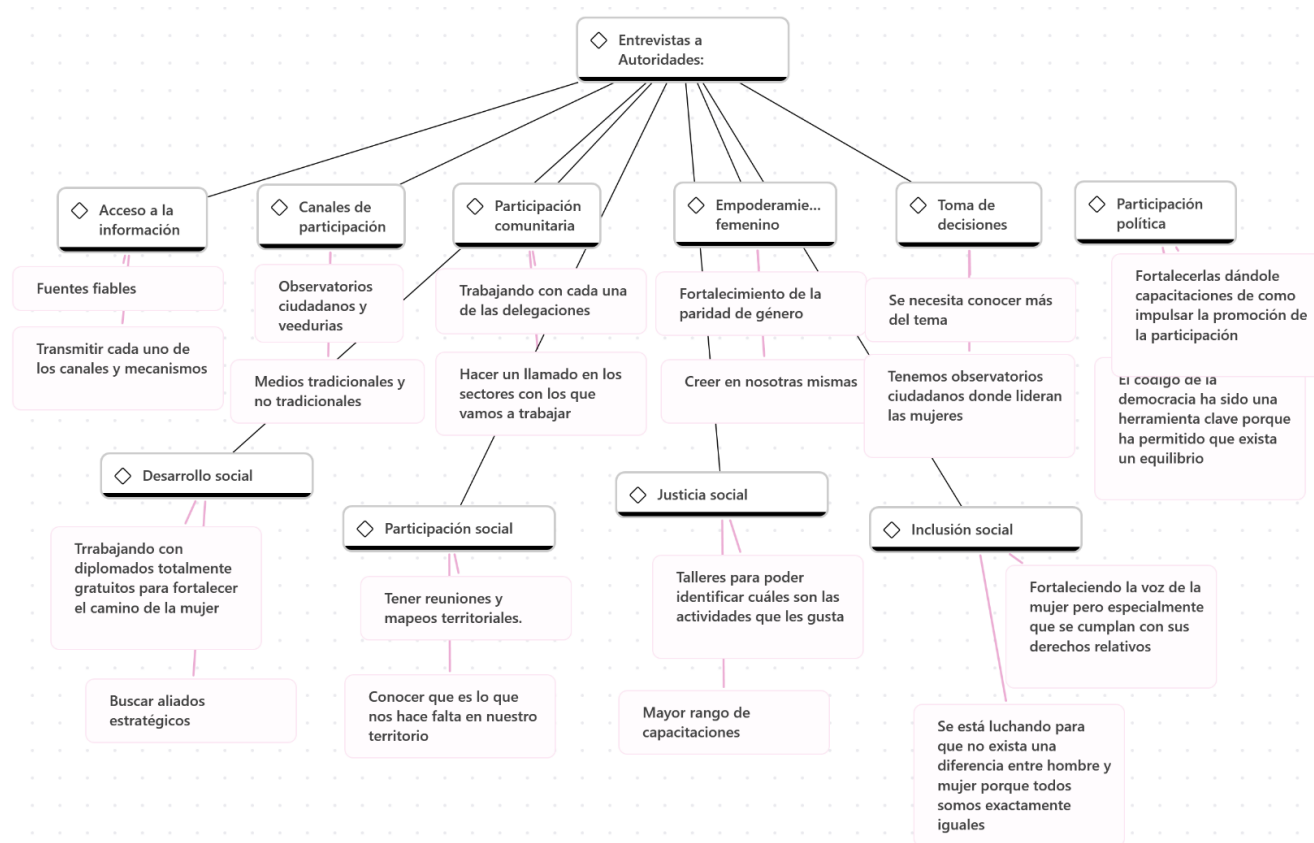 Entrevistas a
Autoridades:
Acceso a la
información
Fuentes fiables
Transmitir cada uno de
los canales y mecanismos
Canales de
participación
Observatorios
ciudadanos y
veedurias
Medios tradicionales y
no tradicionales
Participación
comunitaria
Trabajando con cada una
de las delegaciones
Hacer un llamado en los
sectores con los que
vamos a trabajar
Empoderamie...
femenino
Fortalecimiento de la
paridad de género
Creer en nosotras mismas
Toma de
decisiones
Se necesita conocer más
del tema
Tenemos observatorios
ciudadanos donde lideran
las mujeres
Participación
política
Fortalecerlas dándole
capacitaciones de como
impulsar la promoción de
la participación
El código de la
democracia ha sido una
herramienta clave porque
ha permitido que exista
un equilibrio
Desarrollo social
Trrabajando con
diplomados totalmente
gratuitos para fortalecer
el camino de la mujer
Buscar aliados
estratégicos
Participación social
Tener reuniones y
mapeos territoriales.
Conocer que es lo que
nos hace falta en nuestro
territorio
Justicia social
Talleres para poder
identificar cuáles son las
actividades que les gusta
Mayor rango de
capacitaciones
Inclusión social
Fortaleciendo la voz de la
mujer pero especialmente
que se cumplan con sus
derechos relativos
Se está luchando para
que no exista una
diferencia entre hombre y
mujer porque todos
somos exactamente
iguales